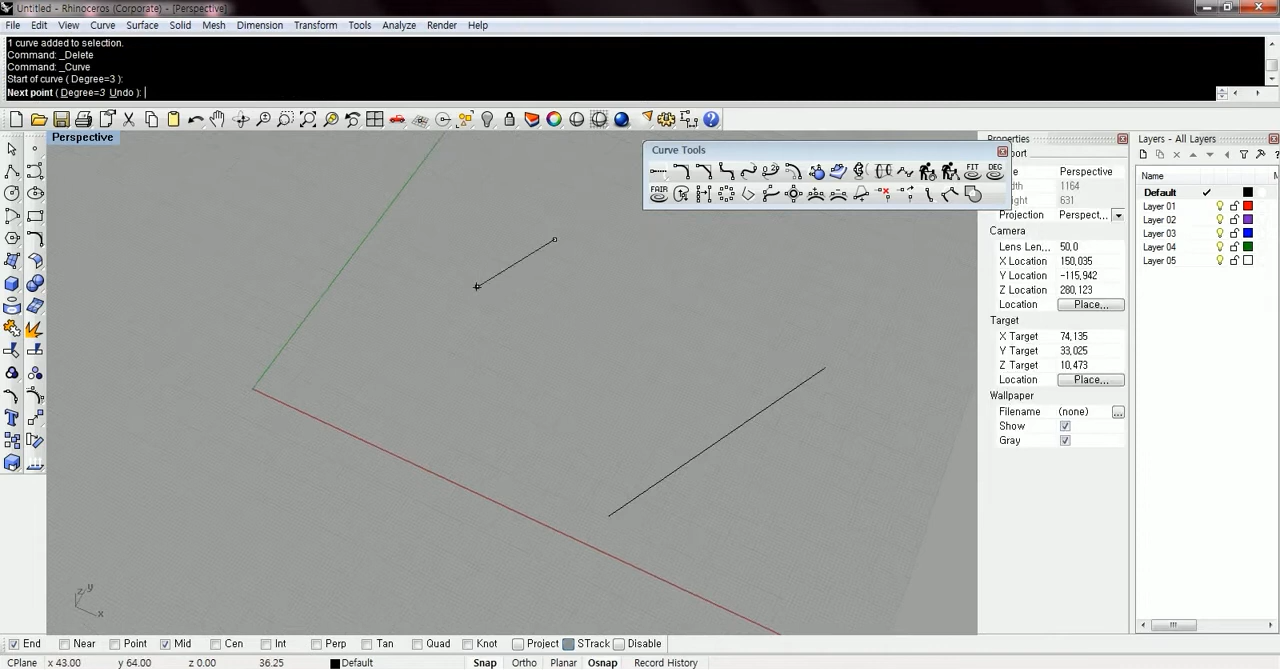 Untitled - Rhinoceros (Corporate) - [Perspective]
File Edit View Curve Surface Solid Mesh Dimension Transform Tools Analyze Render Help
1 curve added to selection.
Command: _Delete
Command: _Curve
Start of curve ( Degree=3 ):
Next point ( Degree=3 Undo ):
Perspective
Curve Tools
FIT DEG
FAIR
Properties
Perspective
1164
631
Projection Perspect...
Camera
Lens Len... 50,0
X Location 150,035
Y Location -115,942
Z Location 280,123
Location Place...
Target
X Target 74,135
Y Target 33,025
Z Target 10,473
Location Place...
Wallpaper
Filename (none) ...
Show
Gray
Layers - All Layers
Name
Default
Layer 01
Layer 02
Layer 03
Layer 04
Layer 05
z y
x
End Near Point Mid Cen Int Perp Tan Quad Knot Project STrack Disable
CPlane x 43.00 y 64.00 z 0.00 36.25 Default Snap Ortho Planar Osnap Record History